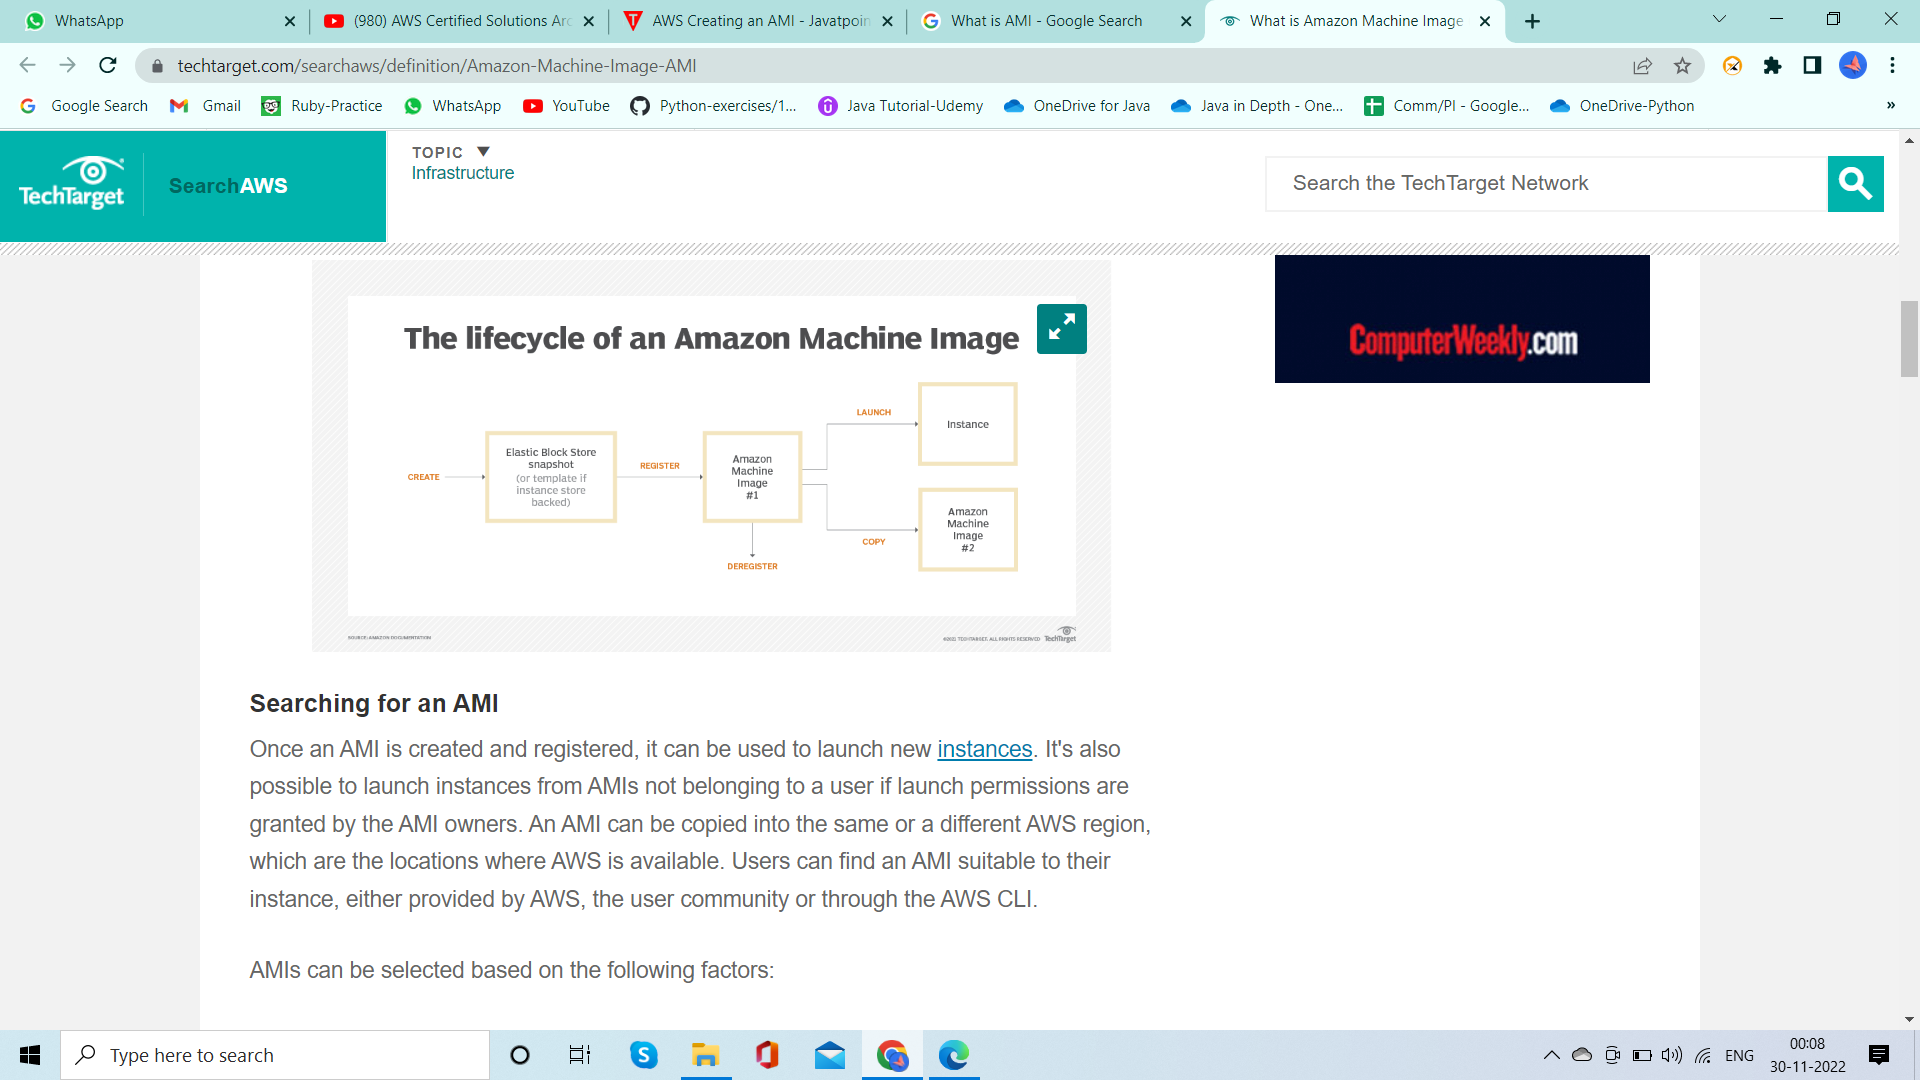 WhatsApp
(980) AWS Certified Solutions Arc
AWS Creating an AMI - Javatpoin
What is AMI - Google Search
What is Amazon Machine Image
techtarget.com/searchaws/definition/Amazon-Machine-Image-AMI
Google Search
Gmail
Ruby-Practice
WhatsApp
YouTube
Python-exercises/1...
Java Tutorial-Udemy
OneDrive for Java
Java in Depth - One...
Comm/PI - Google...
OneDrive-Python
»
TechTarget
SearchAWS
TOPIC
Infrastructure
Search the TechTarget Network
The lifecycle of an Amazon Machine Image
CREATE
Elastic Block Store
snapshot
(or template if
instance store
backed)
REGISTER
Amazon
Machine
Image
#1
DEREGISTER
LAUNCH
Instance
COPY
Amazon
Machine
Image
#2
SOURCE: AMAZON DOCUMENTATION
TECHTARGET. ALL RIGHTS RESERVED TechTarget
ComputerWeekly.com
Searching for an AMI
Once an AMI is created and registered, it can be used to launch new instances. It's also
possible to launch instances from AMIs not belonging to a user if launch permissions are
granted by the AMI owners. An AMI can be copied into the same or a different AWS region,
which are the locations where AWS is available. Users can find an AMI suitable to their
instance, either provided by AWS, the user community or through the AWS CLI.
AMIs can be selected based on the following factors:
Type here to search
ENG
00:08
30-11-2022